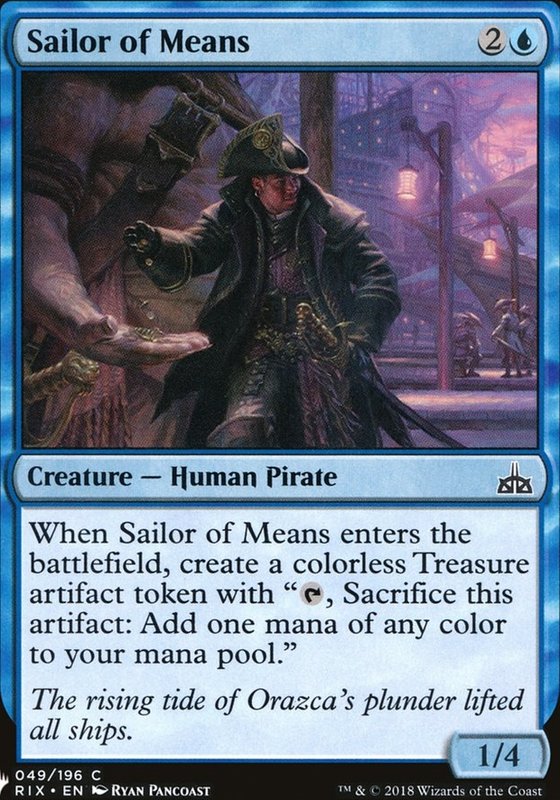 Sailor of Means 2
Creature — Human Pirate
When Sailor of Means enters the
battlefield, create a colorless Treasure
artifact token with “, Sacrifice this
artifact: Add one mana of any color
to your mana pool.”
The rising tide of Orazca’s plunder lifted
all ships.
1/4
049/196 C
RIX • EN Ryan Pancoast
™ & © 2018 Wizards of the Coast